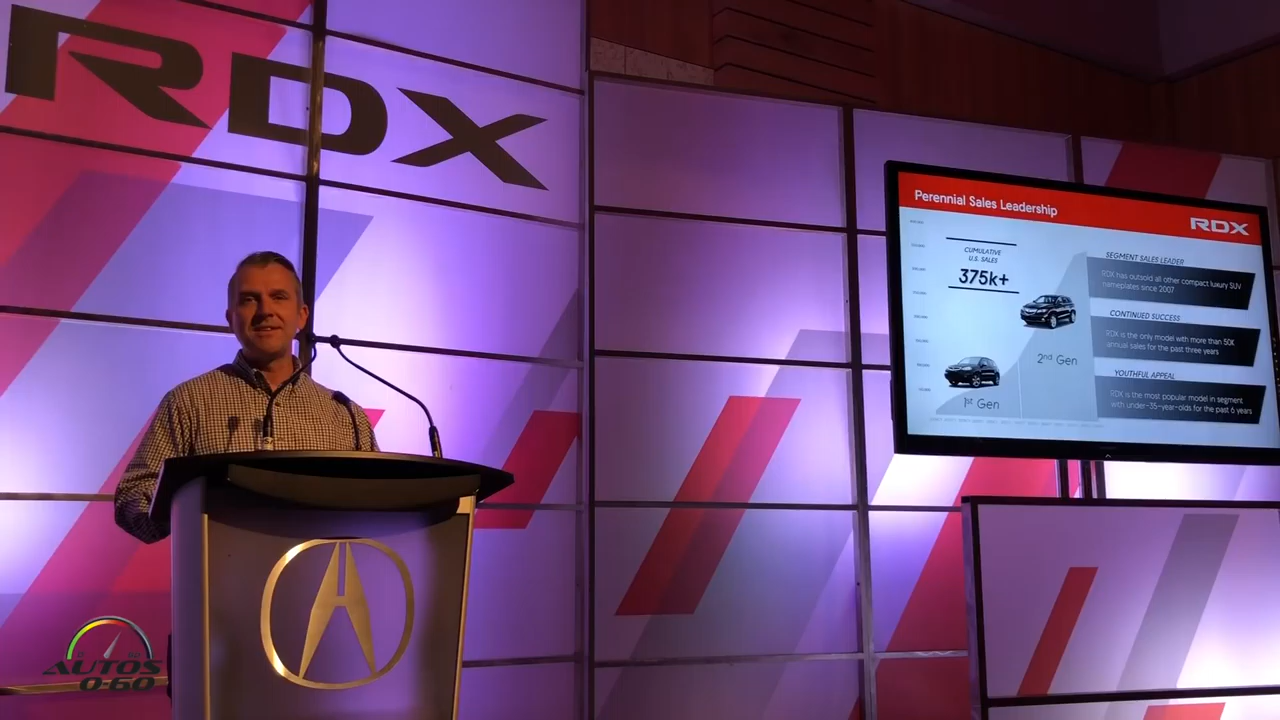 RDX
Perennial Sales Leadership
RDX
CUMULATIVE
U.S. SALES
375k+
1st Gen
2nd Gen
SEGMENT SALES LEADER
RDX has outsold all other compact luxury SUV
nameplates since 2007
CONTINUED SUCCESS
RDX is the only model with more than 50K
annual sales for the past three years
YOUTHFUL APPEAL
RDX is the most popular model in segment
with under-35-year-olds for the past 6 years
AUTOS
0-60